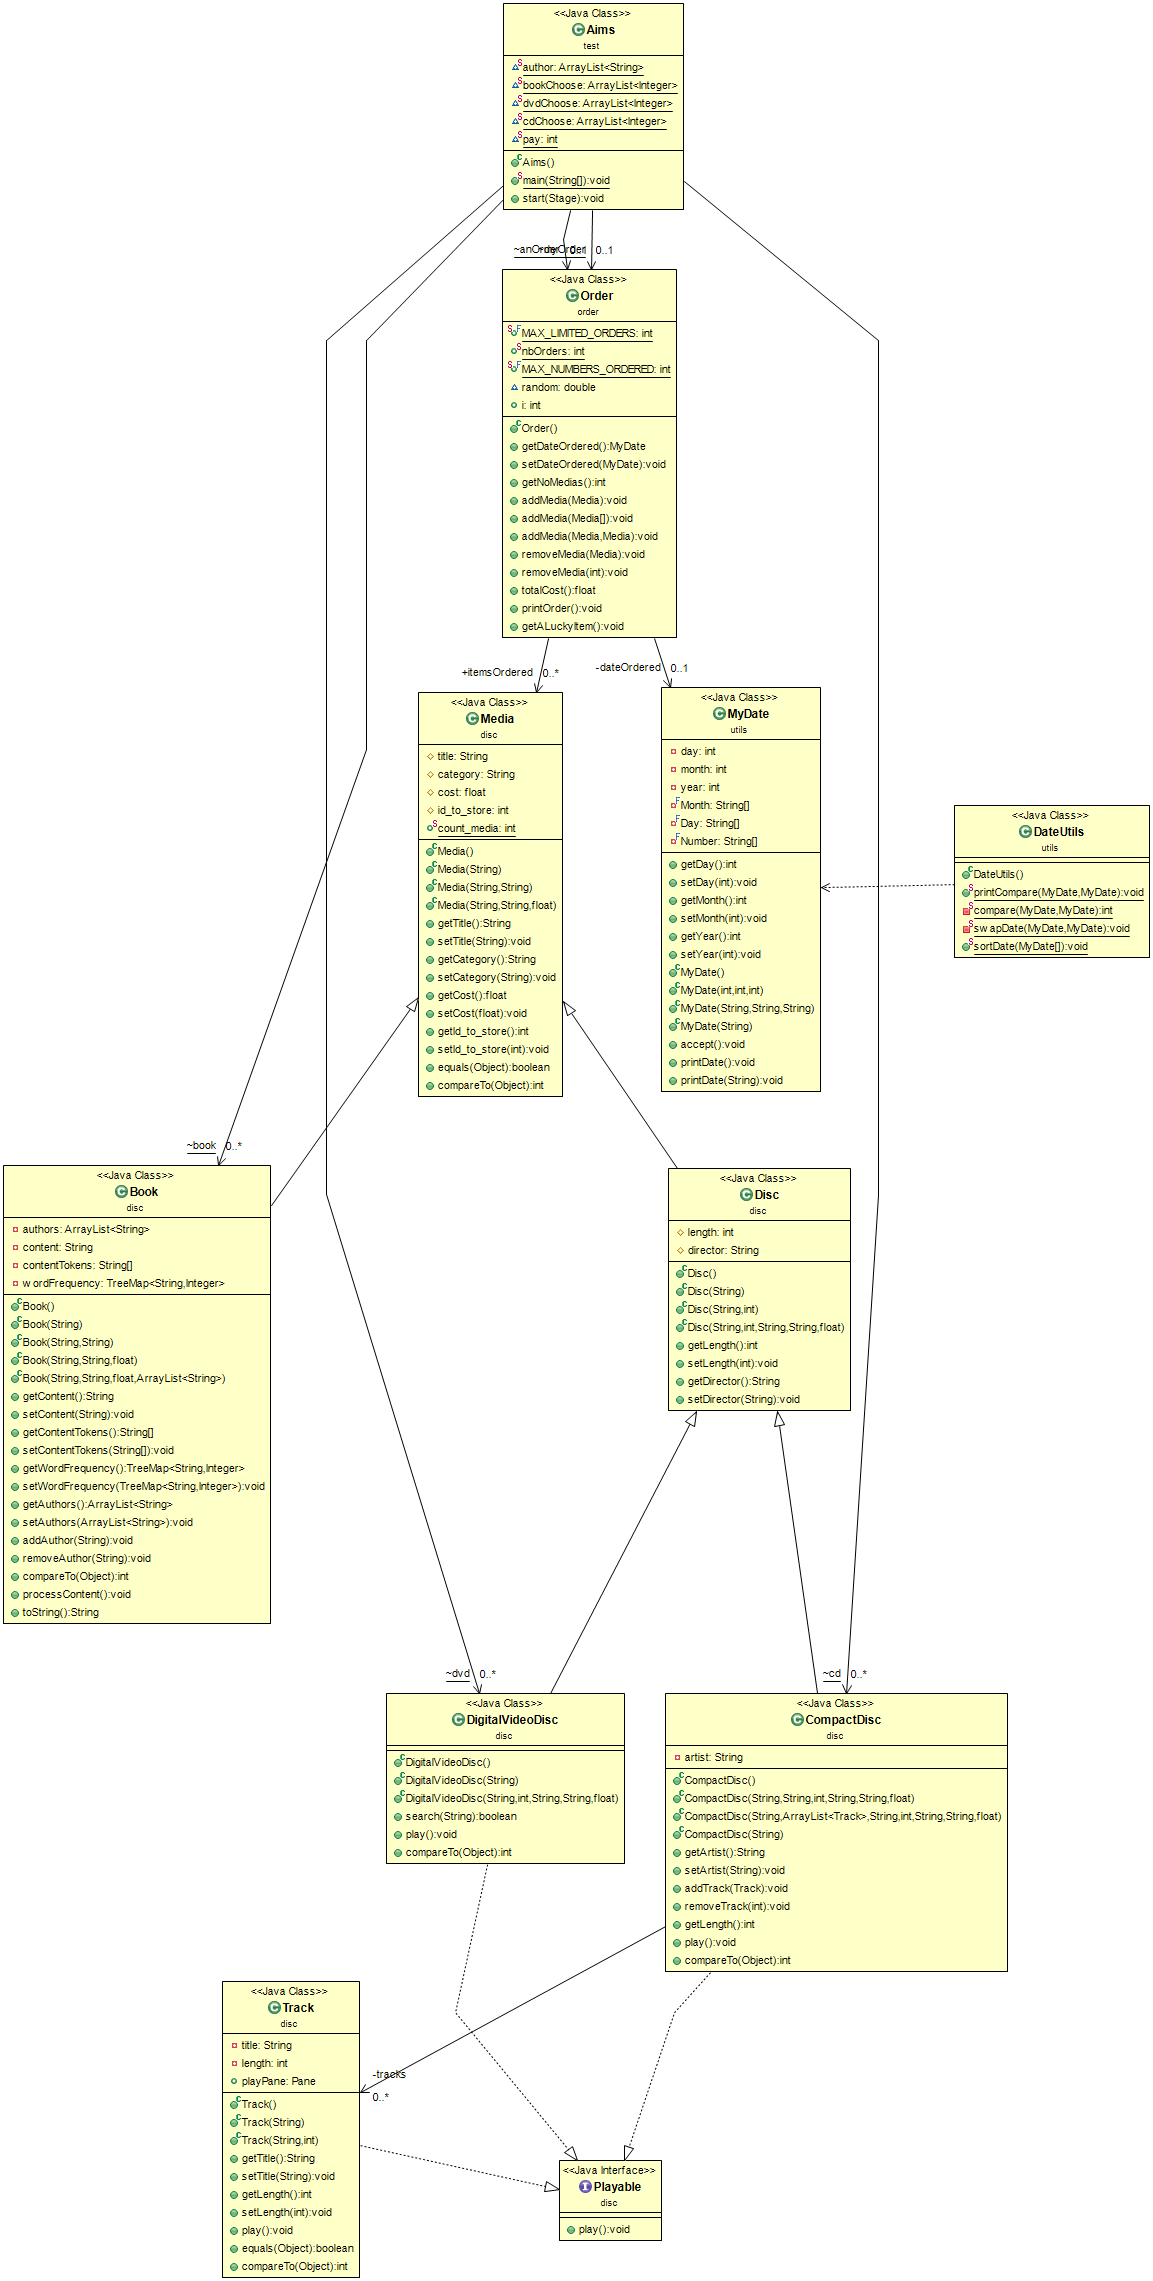 <<Java Class>>
Aims
test
author: ArrayList<String>
bookChoose: ArrayList<Integer>
dvdChoose: ArrayList<Integer>
cdChoose: ArrayList<Integer>
pay: int
Aims()
main(String[]):void
start(Stage):void
~anOrder
0..1
0..1
<<Java Class>>
Order
order
MAX_LIMITED_ORDERS: int
nbOrders: int
MAX_NUMBERS_ORDERED: int
random: double
i: int
Order()
getDateOrdered():MyDate
setDateOrdered(MyDate):void
getNoMedias():int
addMedia(Media):void
addMedia(Media[]):void
addMedia(Media,Media):void
removeMedia(Media):void
removeMedia(int):void
totalCost():float
printOrder():void
getALuckyItem():void
+itemsOrdered
0..*
-dateOrdered
0..1
<<Java Class>>
Media
disc
title: String
category: String
cost: float
id_to_store: int
count_media: int
Media()
Media(String)
Media(String,String)
Media(String,String,float)
getTitle():String
setTitle(String):void
getCategory():String
setCategory(String):void
getCost():float
setCost(float):void
getId_to_store():int
setId_to_store(int):void
equals(Object):boolean
compareTo(Object):int
<<Java Class>>
MyDate
utils
day: int
month: int
year: int
Month: String[]
Day: String[]
Number: String[]
getDay():int
setDay(int):void
getMonth():int
setMonth(int):void
getYear():int
setYear(int):void
MyDate()
MyDate(int,int,int)
MyDate(String,String,String)
MyDate(String)
accept():void
printDate():void
printDate(String):void
<<Java Class>>
DateUtils
utils
DateUtils()
printCompare(MyDate,MyDate):void
compare(MyDate,MyDate):int
swapDate(MyDate,MyDate):void
sortDate(MyDate[]):void
~book
0..*
<<Java Class>>
Book
disc
authors: ArrayList<String>
content: String
contentTokens: String[]
wordFrequency: TreeMap<String,Integer>
Book()
Book(String)
Book(String,String)
Book(String,String,float)
Book(String,String,float,ArrayList<String>)
getContent():String
setContent(String):void
getContentTokens():String[]
setContentTokens(String[]):void
getWordFrequency():TreeMap<String,Integer>
setWordFrequency(TreeMap<String,Integer>):void
getAuthors():ArrayList<String>
setAuthors(ArrayList<String>):void
addAuthor(String):void
removeAuthor(String):void
compareTo(Object):int
processContent():void
toString():String
<<Java Class>>
Disc
disc
length: int
director: String
Disc()
Disc(String)
Disc(String,int)
Disc(String,int,String,String,float)
getLength():int
setLength(int):void
getDirector():String
setDirector(String):void
~dvd
0..*
<<Java Class>>
DigitalVideoDisc
disc
DigitalVideoDisc()
DigitalVideoDisc(String)
DigitalVideoDisc(String,int,String,String,float)
search(String):boolean
play():void
compareTo(Object):int
~cd
0..*
<<Java Class>>
CompactDisc
disc
artist: String
CompactDisc()
CompactDisc(String,String,int,String,String,float)
CompactDisc(String,ArrayList<Track>,String,int,String,String,float)
CompactDisc(String)
getArtist():String
setArtist(String):void
addTrack(Track):void
removeTrack(int):void
getLength():int
play():void
compareTo(Object):int
-tracks
0..*
<<Java Class>>
Track
disc
title: String
length: int
playPane: Pane
Track()
Track(String)
Track(String,int)
getTitle():String
setTitle(String):void
getLength():int
setLength(int):void
play():void
equals(Object):boolean
compareTo(Object):int
<<Java Interface>>
Playable
disc
play():void